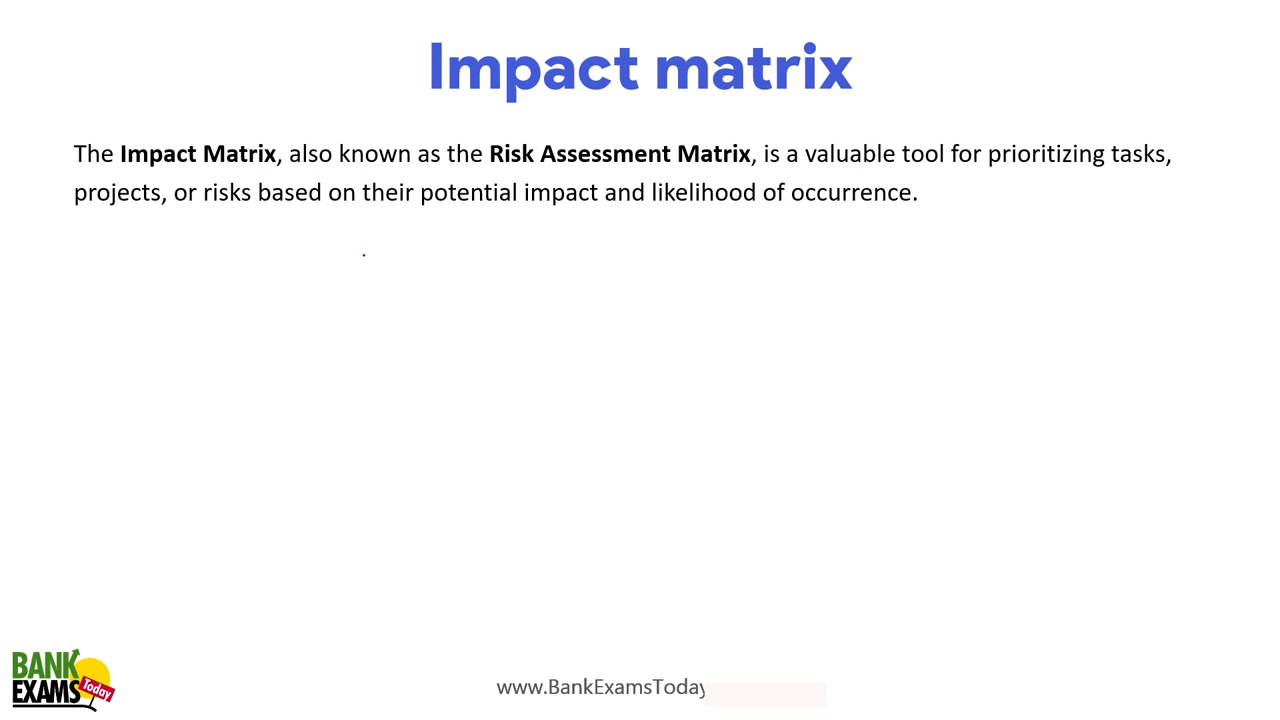 Impact matrix
The Impact Matrix, also known as the Risk Assessment Matrix, is a valuable tool for prioritizing tasks,
projects, or risks based on their potential impact and likelihood of occurrence.
BANK
EXAMS
Today
www.BankExamsToday